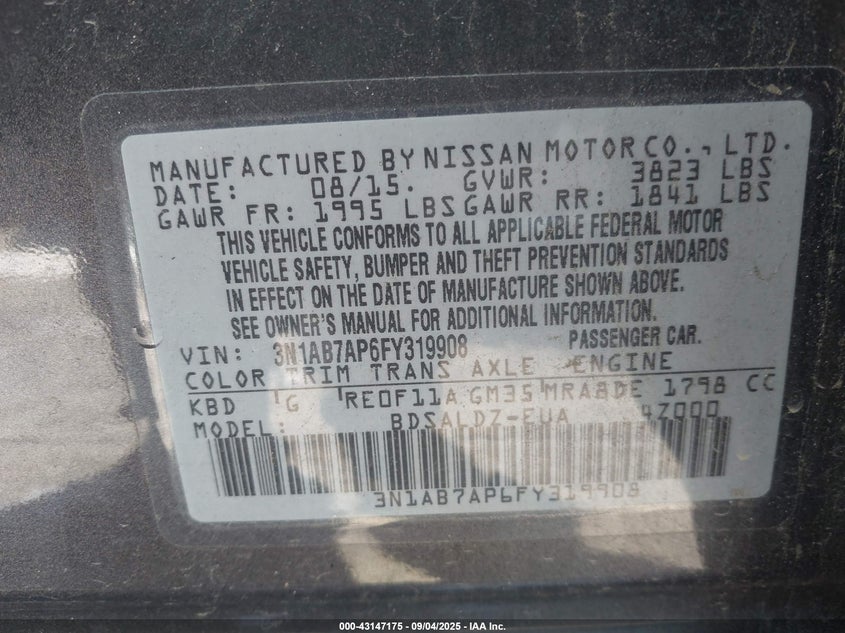 MANUFACTURED BY NISSAN MOTOR CO., LTD.
DATE: 08/15. GVWR: 3823 LBS
GAWR FR: 1995 LBS GAWR RR: 1841 LBS
THIS VEHICLE CONFORMS TO ALL APPLICABLE FEDERAL MOTOR
VEHICLE SAFETY, BUMPER AND THEFT PREVENTION STANDARDS
IN EFFECT ON THE DATE OF MANUFACTURE SHOWN ABOVE.
SEE OWNER'S MANUAL FOR ADDITIONAL INFORMATION.
VIN: 3N1AB7AP6FY319908 PASSENGER CAR.
COLOR TRIM TRANS AXLE ENGINE
KBD G RE0F11A GM35 MRA8DE 1798 CC
MODEL: BDSALDZ-EUA 4Z000
3N1AB7AP6FY319908
000-43147175 - 09/04/2025 - IAA Inc.